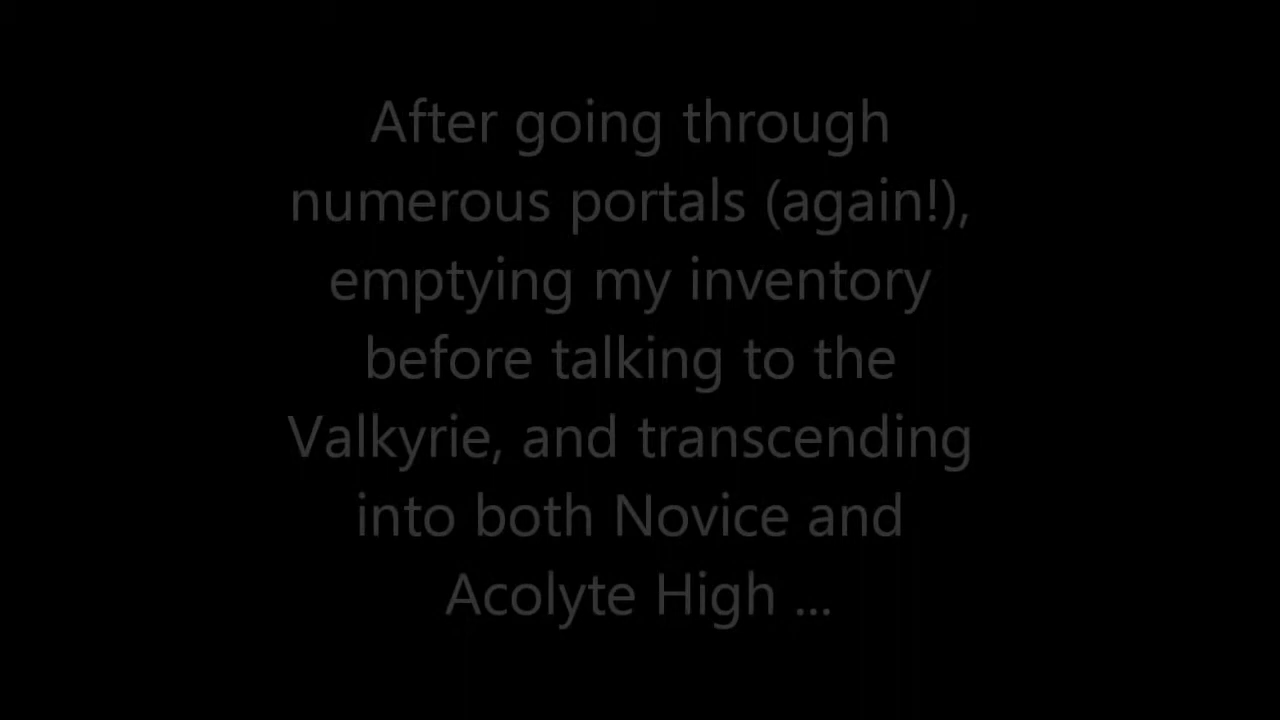 After going through
numerous portals (again!),
emptying my inventory
before talking to the
Valkyrie, and transcending
into both Novice and
Acolyte High ...